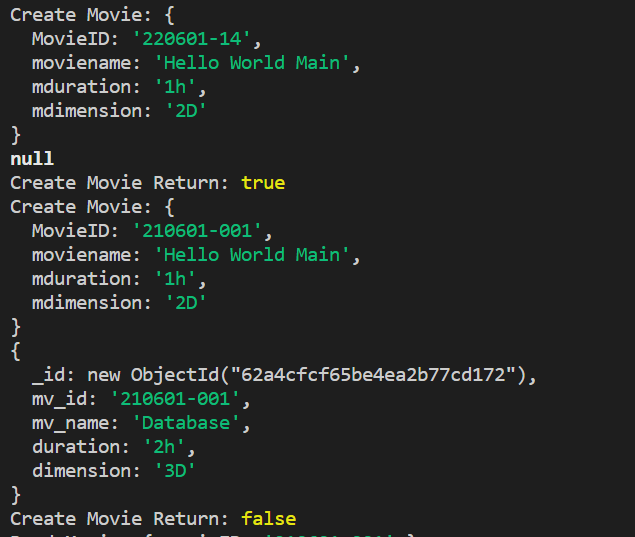 Create Movie: {
  MovieID: '220601-14',
  moviename: 'Hello World Main',
  mduration: '1h',
  mdimension: '2D'
}
null
Create Movie Return: true
Create Movie: {
  MovieID: '210601-001',
  moviename: 'Hello World Main',
  mduration: '1h',
  mdimension: '2D'
}
{
  _id: new ObjectId("62a4cfcf65be4ea2b77cd172"),
  mv_id: '210601-001',
  mv_name: 'Database',
  duration: '2h',
  dimension: '3D'
}
Create Movie Return: false